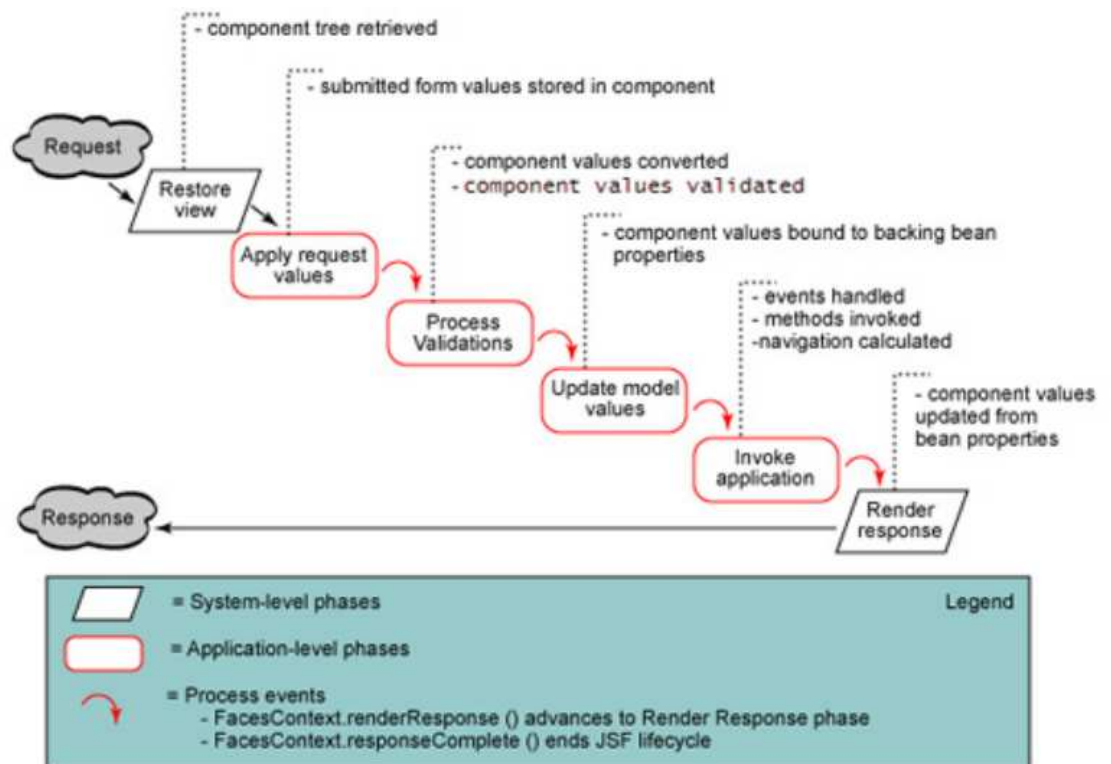 - component tree retrieved
- submitted form values stored in component
Request
- component values converted
- component values validated
Restore
view
- component values bound to backing bean
properties
Apply request
values
- events handled
- methods invoked
-navigation calculated
Process
Validations
Update model
values
- component values
updated from
bean properties
Invoke
application
Response
Render
response
= System-level phases
Legend
= Application-level phases
= Process events
- FacesContext.renderResponse () advances to Render Response phase
- FacesContext.responseComplete () ends JSF lifecycle